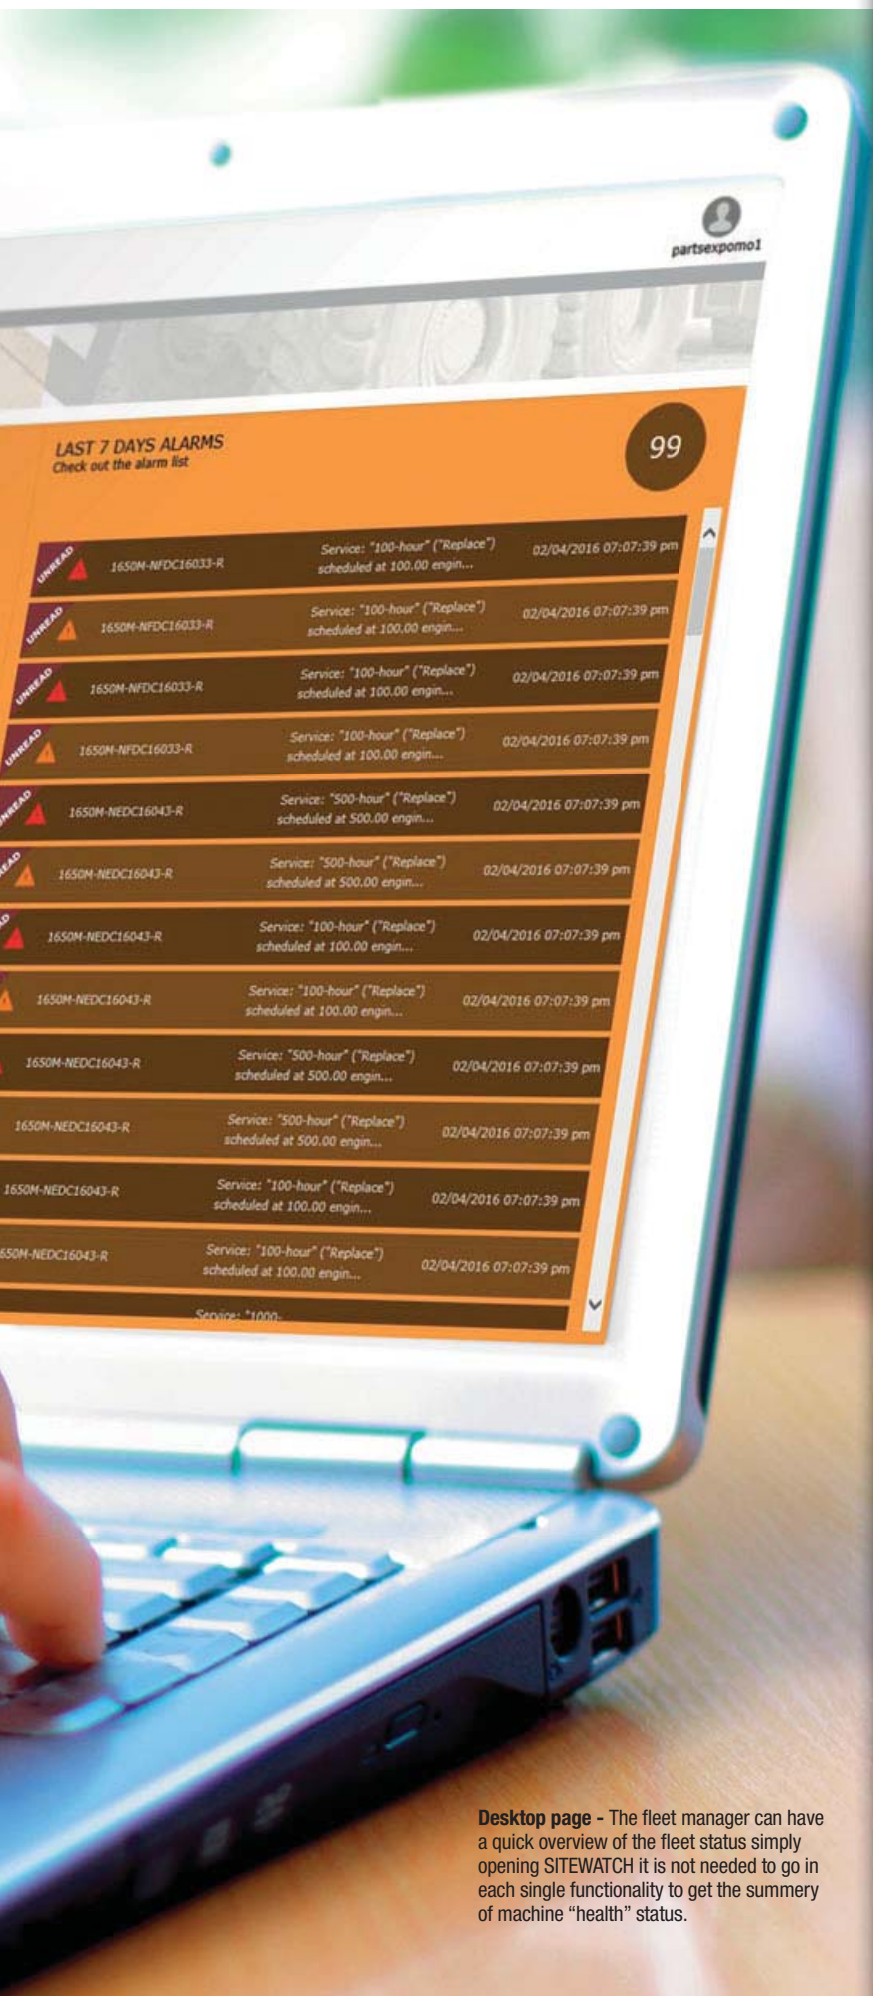 partsexpomo1
LAST 7 DAYS ALARMS
Check out the alarm list
99
UNREAD 1650M-NFDC16033-R Service: "100-hour" ("Replace") 02/04/2016 07:07:39 pm
scheduled at 100.00 engin...
UNREAD 1650M-NFDC16033-R Service: "100-hour" ("Replace") 02/04/2016 07:07:39 pm
scheduled at 100.00 engin...
UNREAD 1650M-NFDC16033-R Service: "100-hour" ("Replace") 02/04/2016 07:07:39 pm
scheduled at 100.00 engin...
UNREAD 1650M-NFDC16033-R Service: "100-hour" ("Replace") 02/04/2016 07:07:39 pm
scheduled at 100.00 engin...
NREAD 1650M-NEDC16043-R Service: "500-hour" ("Replace") 02/04/2016 07:07:39 pm
scheduled at 500.00 engin...
EAD 1650M-NEDC16043-R Service: "500-hour" ("Replace") 02/04/2016 07:07:39 pm
scheduled at 500.00 engin...
1650M-NEDC16043-R Service: "100-hour" ("Replace") 02/04/2016 07:07:39 pm
scheduled at 100.00 engin...
1650M-NEDC16043-R Service: "100-hour" ("Replace") 02/04/2016 07:07:39 pm
scheduled at 100.00 engin...
1650M-NEDC16043-R Service: "500-hour" ("Replace") 02/04/2016 07:07:39 pm
scheduled at 500.00 engin...
1650M-NEDC16043-R Service: "500-hour" ("Replace") 02/04/2016 07:07:39 pm
scheduled at 500.00 engin...
1650M-NEDC16043-R Service: "100-hour" ("Replace") 02/04/2016 07:07:39 pm
scheduled at 100.00 engin...
650M-NEDC16043-R Service: "100-hour" ("Replace") 02/04/2016 07:07:39 pm
scheduled at 100.00 engin...
Service: "1000-
Desktop page - The fleet manager can have
a quick overview of the fleet status simply
opening SITEWATCH it is not needed to go in
each single functionality to get the summery
of machine “health” status.